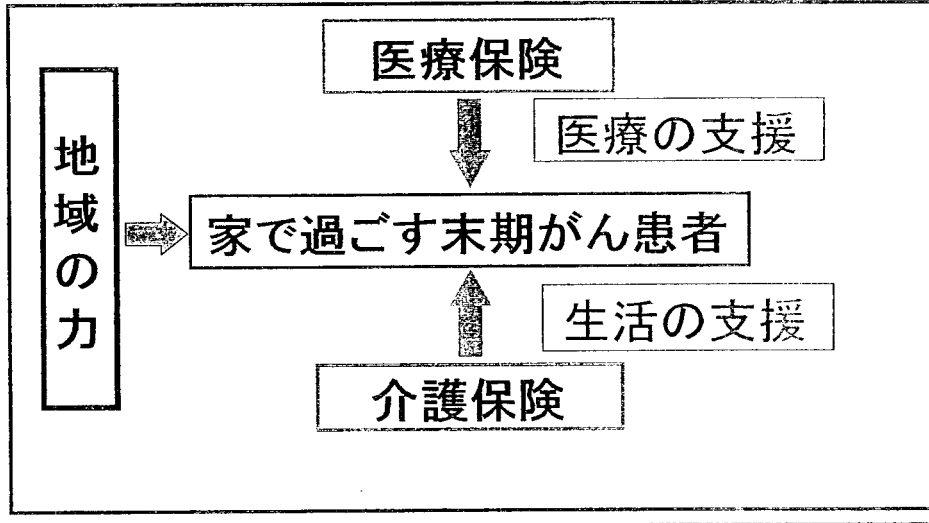 医療保険
医療の支援
地域の力
家で過ごす末期がん患者
生活の支援
介護保険